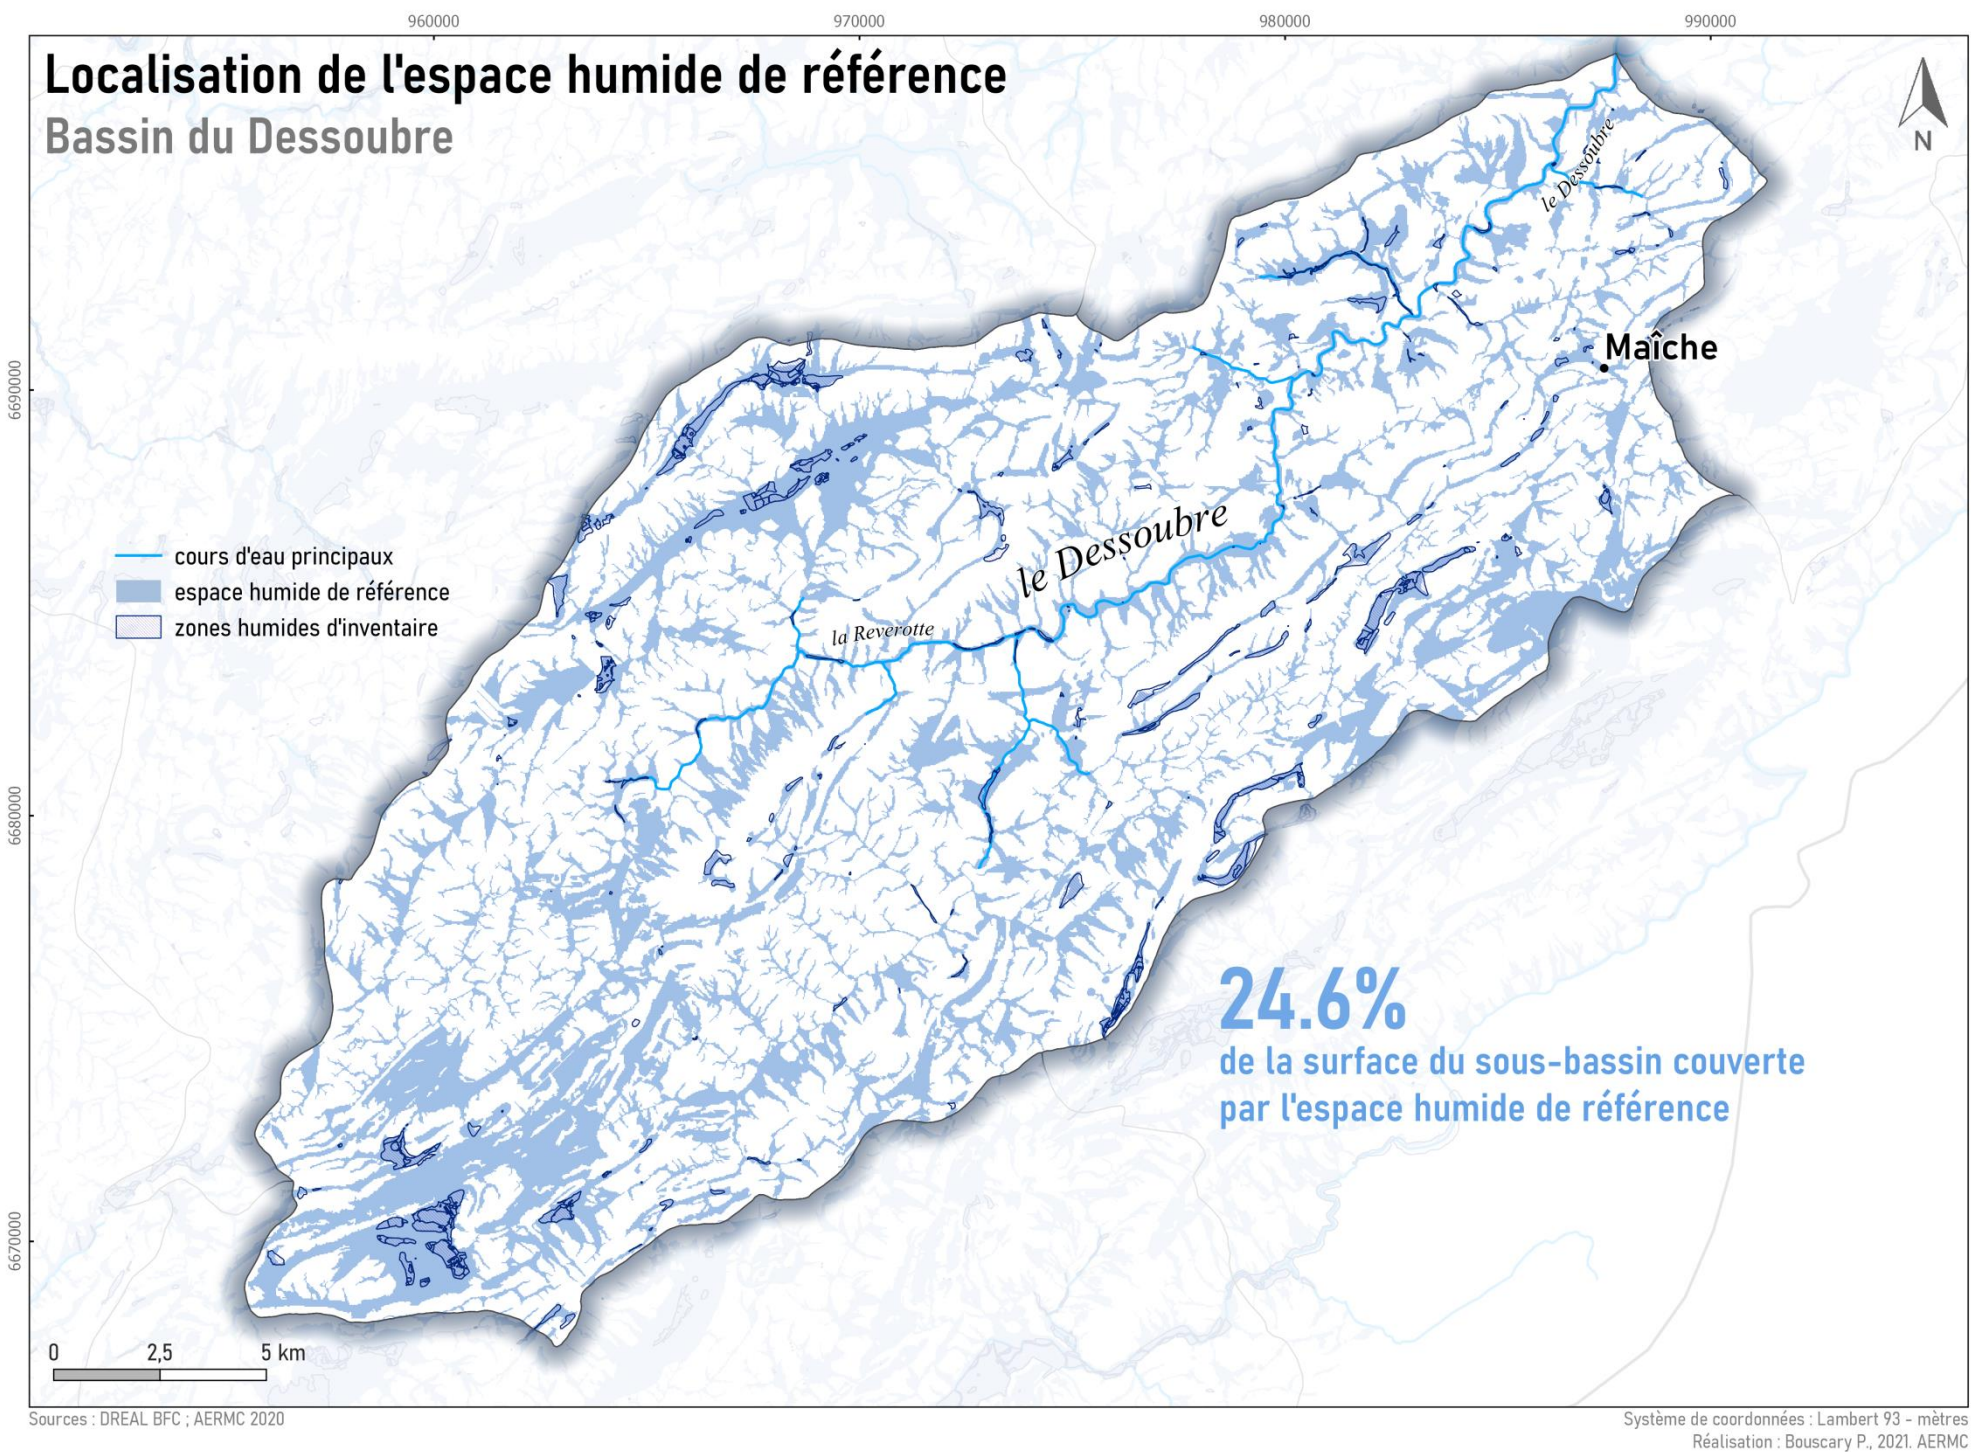 960000
970000
980000
990000
Localisation de l'espace humide de référence
Bassin du Dessoubre
N
le Dessoubre
Maîche
6690000
le Dessoubre
cours d'eau principaux
espace humide de référence
zones humides d'inventaire
la Reverotte
6680000
24.6%
de la surface du sous-bassin couverte
par l'espace humide de référence
6670000
0 2,5 5 km
Sources : DREAL BFC ; AERMC 2020
Système de coordonnées : Lambert 93 - mètres
Réalisation : Bouscary P., 2021. AERMC